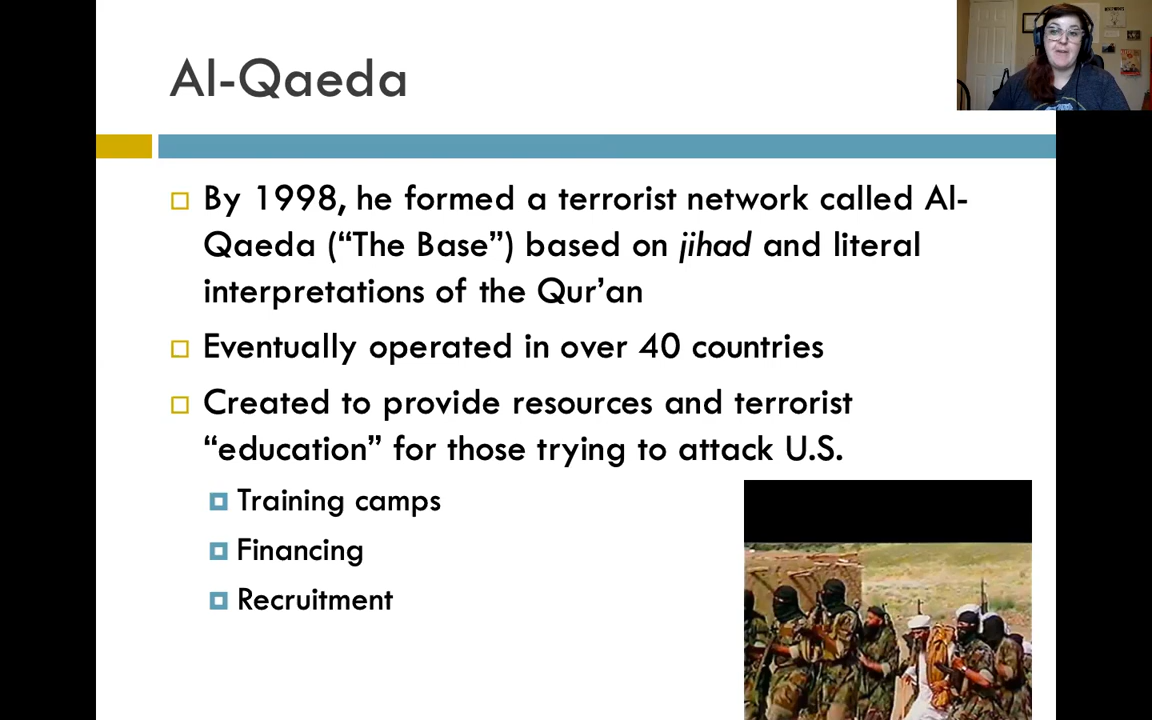 Al-Qaeda
By 1998, he formed a terrorist network called Al-
Qaeda (“The Base”) based on jihad and literal
interpretations of the Qur’an
Eventually operated in over 40 countries
Created to provide resources and terrorist
“education” for those trying to attack U.S.
Training camps
Financing
Recruitment